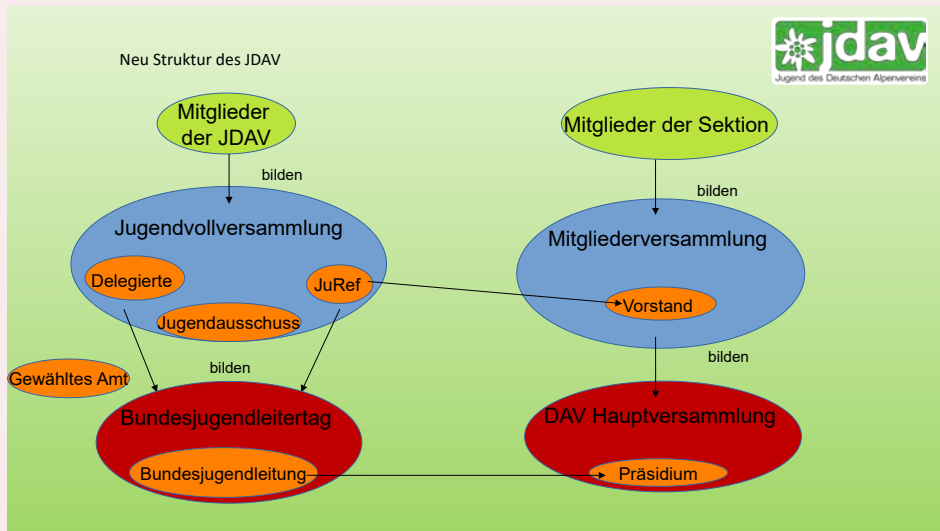 Neu Struktur des JDAV
jdav
Jugend des Deutschen Alpenvereins
Mitglieder
der JDAV
bilden
Jugendvollversammlung
Delegierte
JuRef
Jugendausschuss
bilden
Gewähltes Amt
Bundesjugendleitertag
Bundesjugendleitung
Mitglieder der Sektion
bilden
Mitgliederversammlung
Vorstand
bilden
DAV Hauptversammlung
Präsidium